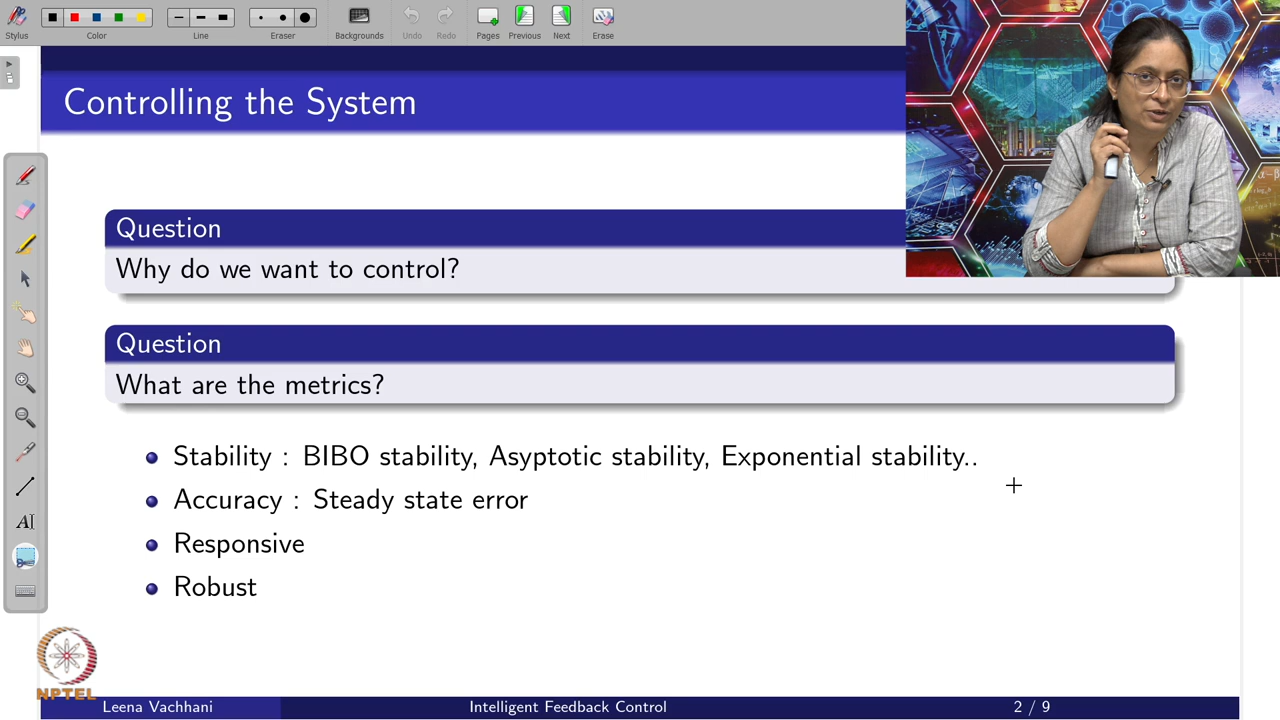 Stylus
Color
Line
Eraser
Backgrounds
Undo
Redo
Pages
Previous
Next
Erase
Controlling the System
Question
Why do we want to control?
Question
What are the metrics?
Stability : BIBO stability, Asyptotic stability, Exponential stability..
Accuracy : Steady state error
Responsive
Robust
NPTEL
Leena Vachhani
Intelligent Feedback Control
2 / 9